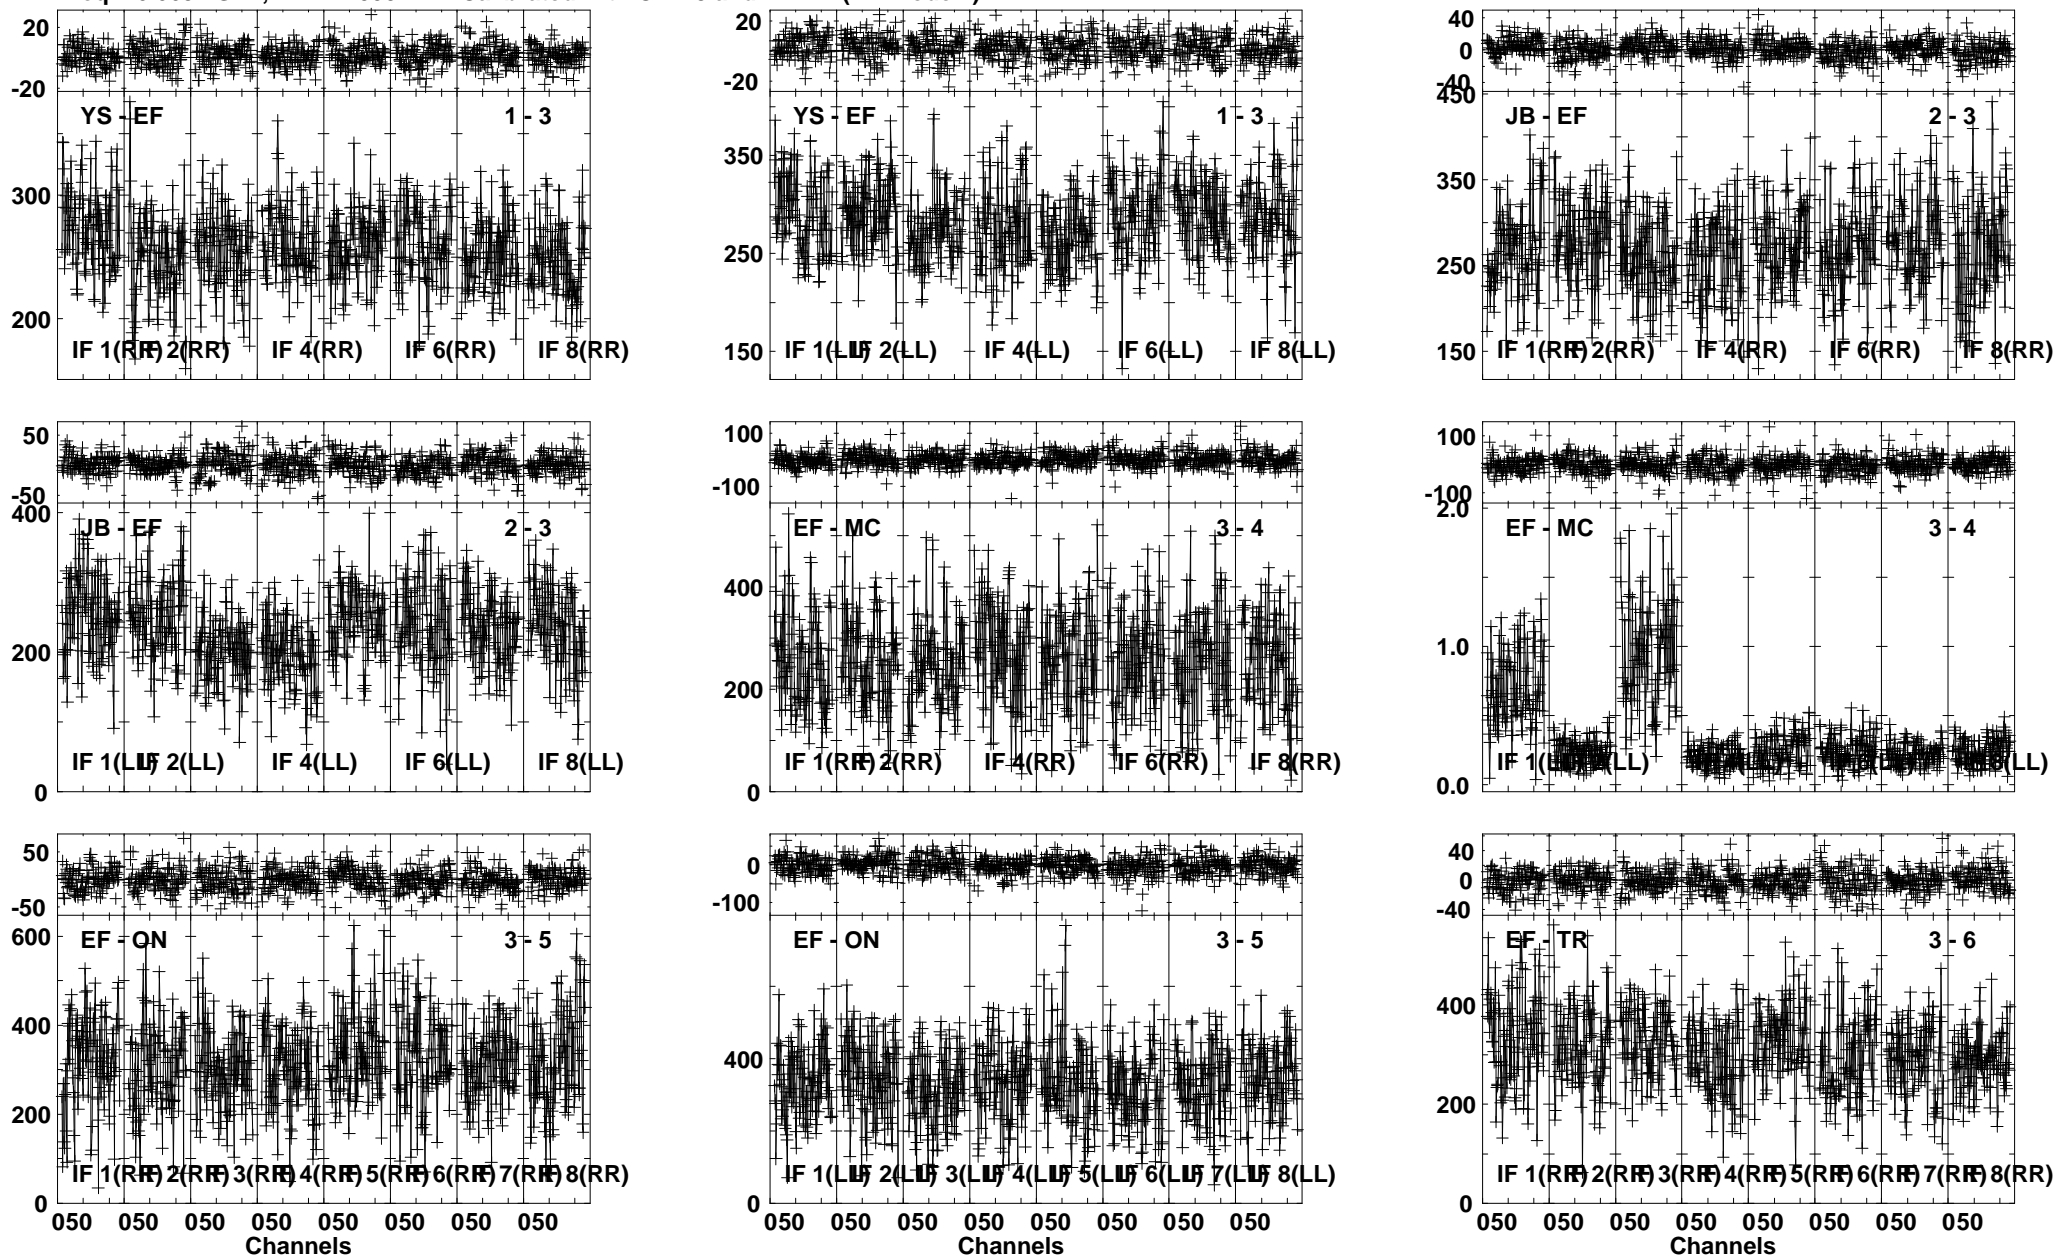 20
-20
YS - EF 1 - 3
300
200
IF 1(RR) IF 2(RR) IF 4(RR) IF 6(RR) IF 8(RR)
20
-20
YS - EF 1 - 3
350
250
150
IF 1(LL) IF 2(LL) IF 4(LL) IF 6(LL) IF 8(LL)
40
0
-40
450
JB - EF 2 - 3
350
250
150
IF 1(RR) IF 2(RR) IF 4(RR) IF 6(RR) IF 8(RR)
50
-50
400
JB - EF 2 - 3
200
IF 1(LL) IF 2(LL) IF 4(LL) IF 6(LL) IF 8(LL)
0
100
-100
EF - MC 3 - 4
400
200
IF 1(RR) IF 2(RR) IF 4(RR) IF 6(RR) IF 8(RR)
0
100
-100
2.0
EF - MC 3 - 4
1.0
0.0
50
-50
600
EF - ON 3 - 5
400
200
IF 1(RR) IF 2(RR) IF 3(RR) IF 4(RR) IF 5(RR) IF 6(RR) IF 7(RR) IF 8(RR)
0
050 050 050 050 050 050 050 050
Channels
0
-100
EF - ON 3 - 5
400
IF 1(LL) IF 2(LL) IF 3(LL) IF 4(LL) IF 5(LL) IF 6(LL) IF 7(LL) IF 8(LL)
0
050 050 050 050 050 050 050 050
Channels
40
0
-40
EF - TR 3 - 6
400
200
IF 1(RR) IF 2(RR) IF 3(RR) IF 4(RR) IF 5(RR) IF 6(RR) IF 7(RR) IF 8(RR)
0
050 050 050 050 050 050 050 050
Channels